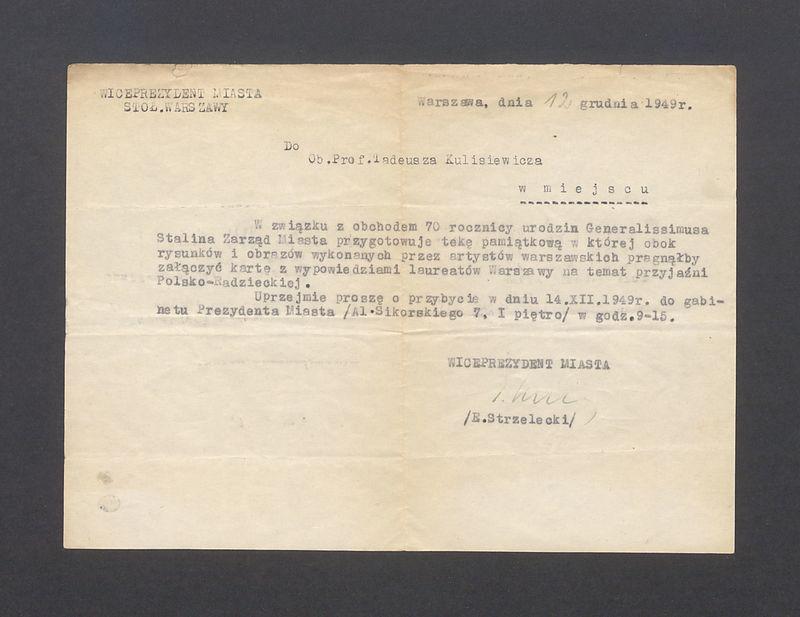 WICEPREZYDENT MIASTA
STOŁ.WARSZAWY
Warszawa, dnia 12 grudnia 1949r.
Do
Ob.Prof.Tadeusza Kulisiewicza
w miejscu
W związku z obchodem 70 rocznicy urodzin Generalissimusa
Stalina Zarząd Miasta przygotowuje tekę pamiątkową w której obok
rysunków i obrazów wykonanych przez artystów warszawskich pragnąłby
załączyć kartę z wypowiedziami laureatów Warszawy na temat przyjaźni
Polsko-Radzieckiej.
Uprzejmie proszę o przybycie w dniu 14.XII.1949r. do gabi-
netu Prezydenta Miasta /Al.Sikorskiego 7, I piętro/ w godz.9-15.
WICEPREZYDENT MIASTA
/E.Strzelecki/